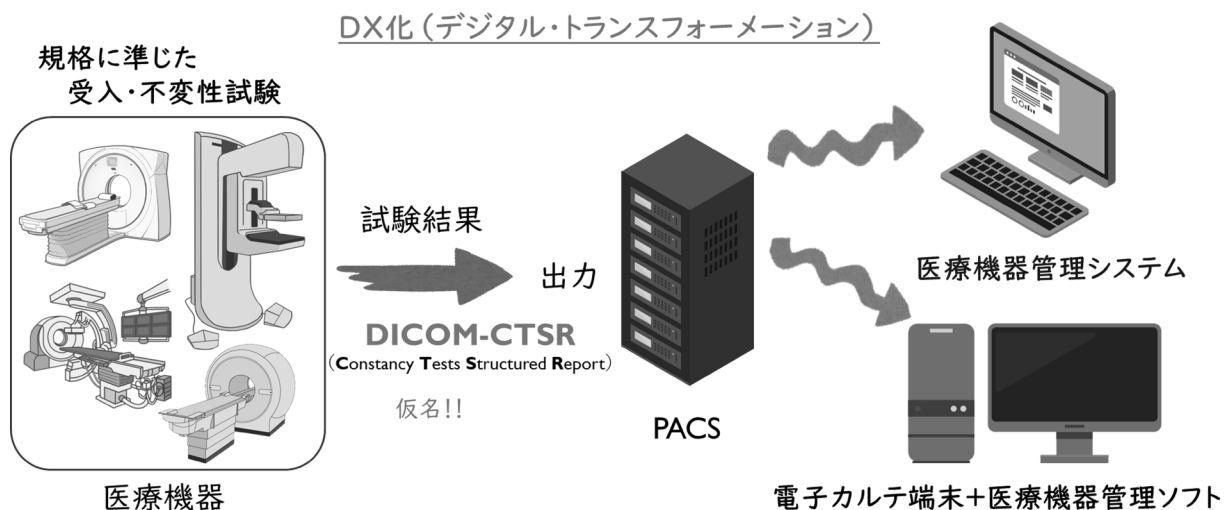 DX化（デジタル・トランスフォーメーション）
規格に準じた
受入・不変性試験
医療機器
試験結果
出力
DICOM-CTSR
（Constancy Tests Structured Report）
仮名!!
PACS
医療機器管理システム
電子カルテ端末＋医療機器管理ソフト